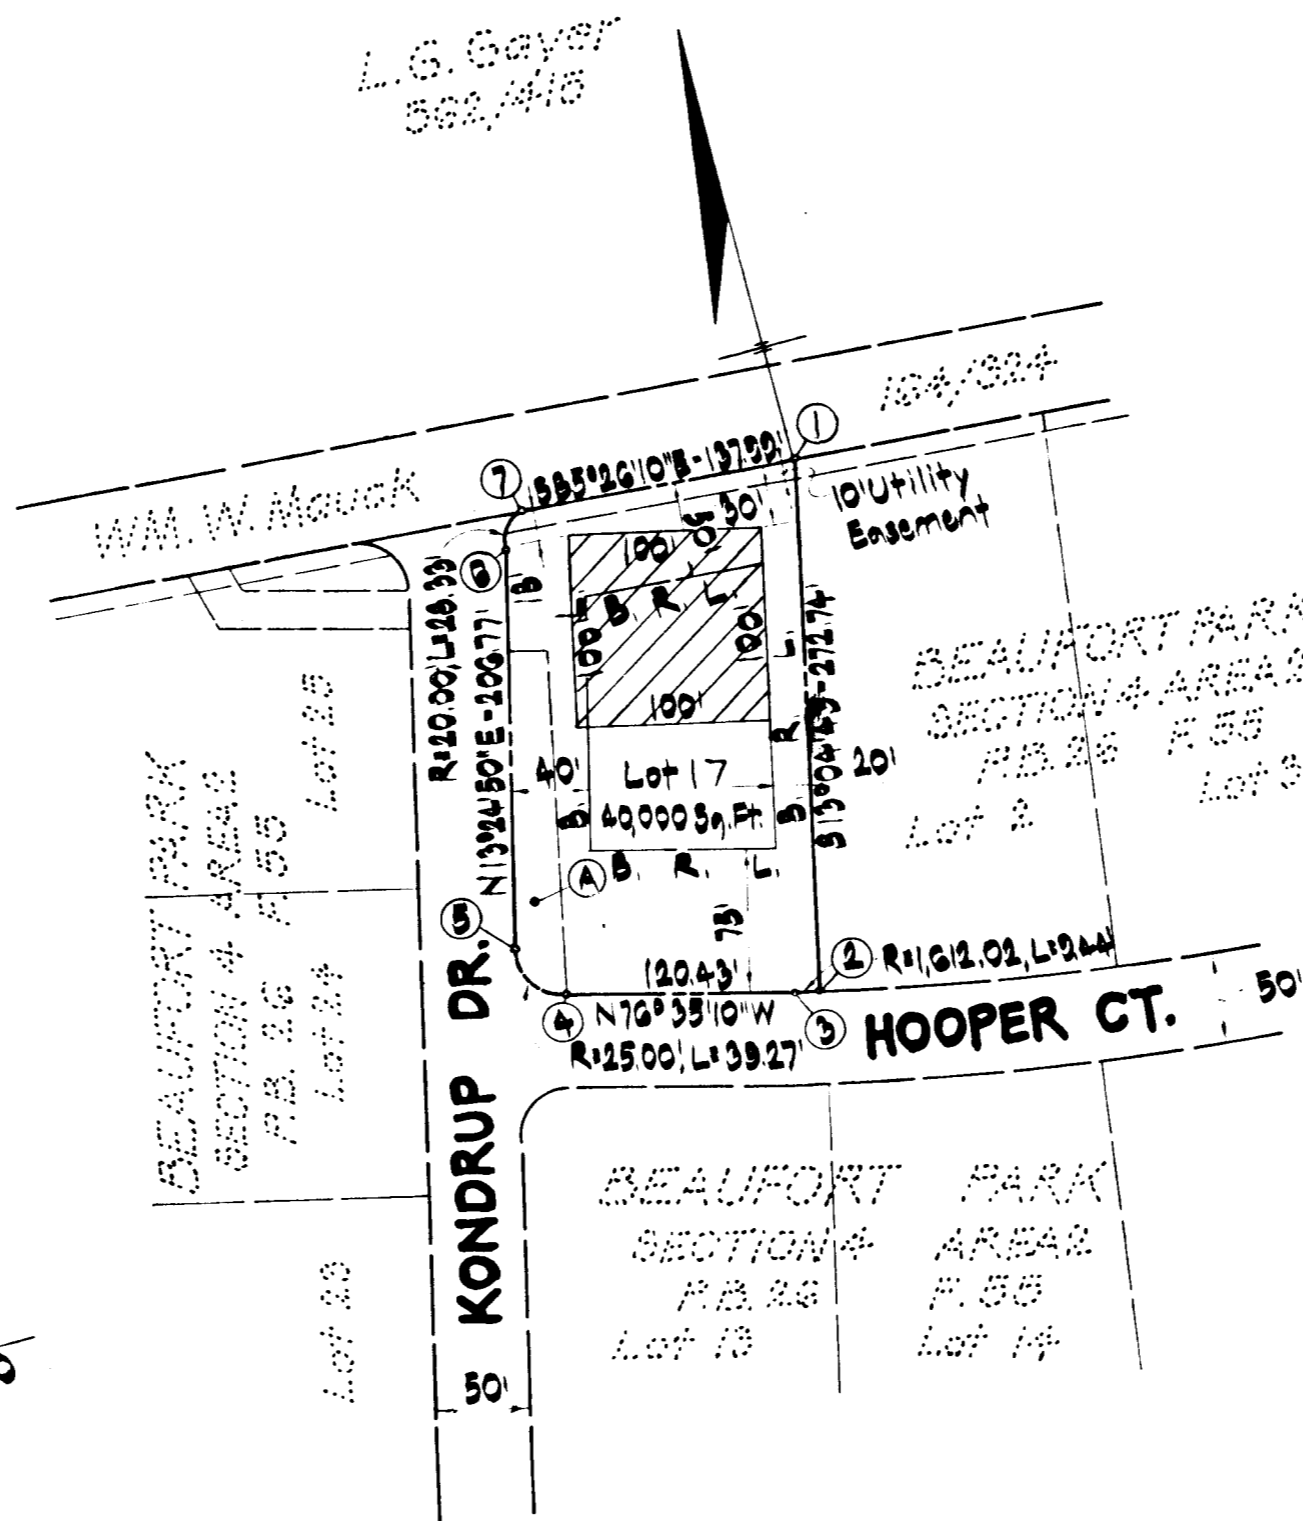 L.G. Gayer
562/415
164/324
1
7
S85°26'10"E-137.99'
WM. W. Mauck
10' Utility
Easement
30'
100'
6
B
B. R. L.
100'
100'
L
R=20.00', L=28.33'
N13°24'50"E-206.77'
S13°04'45"-272.74'
100'
R
B
40'
20'
B
Lot 17
40,000 Sq.Ft.
B. R. L.
A
75'
BEAUFORT PARK
SECTION 4 AREA 2
P.B. 26 F. 55
Lot 2
Lot 3
BEAUFORT PARK
SECTION 4 AREA 2
P.B. 26 F. 55
Lot 24
Lot 25
Lot 23
5
120.43'
N76°35'10"W
4
3
2
R=1,612.02, L=9.44'
R=25.00', L=39.27'
HOOPER CT.
50'
KONDRUP DR.
50'
BEAUFORT PARK
SECTION 4 AREA 2
P.B. 26 F. 55
Lot 13
Lot 14